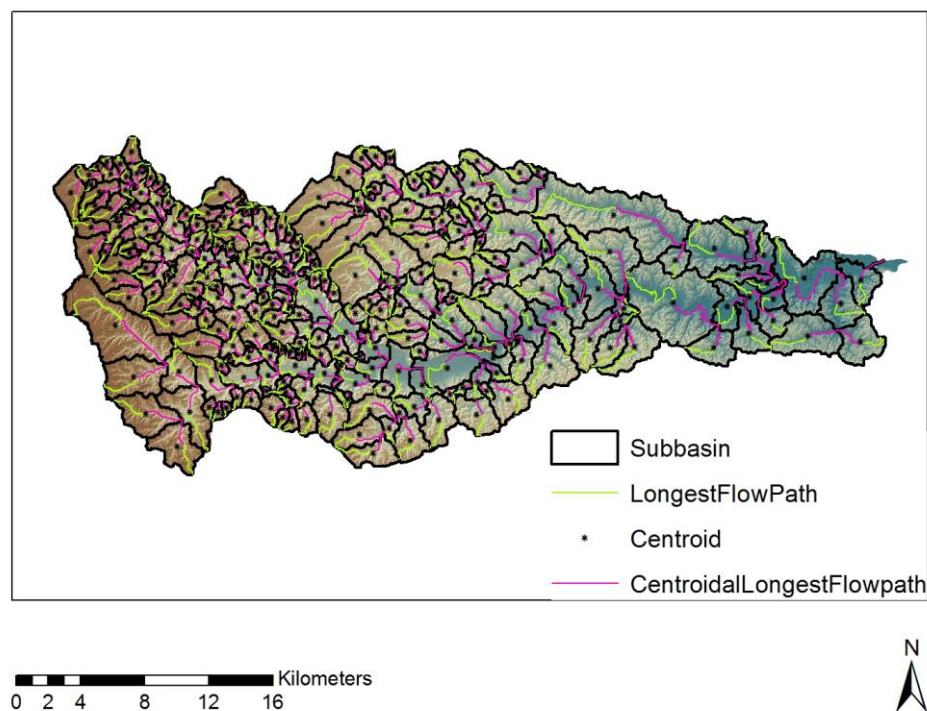 Subbasin
LongestFlowPath
Centroid
CentroidalLongestFlowpath
Kilometers
0 2 4 8 12 16
N